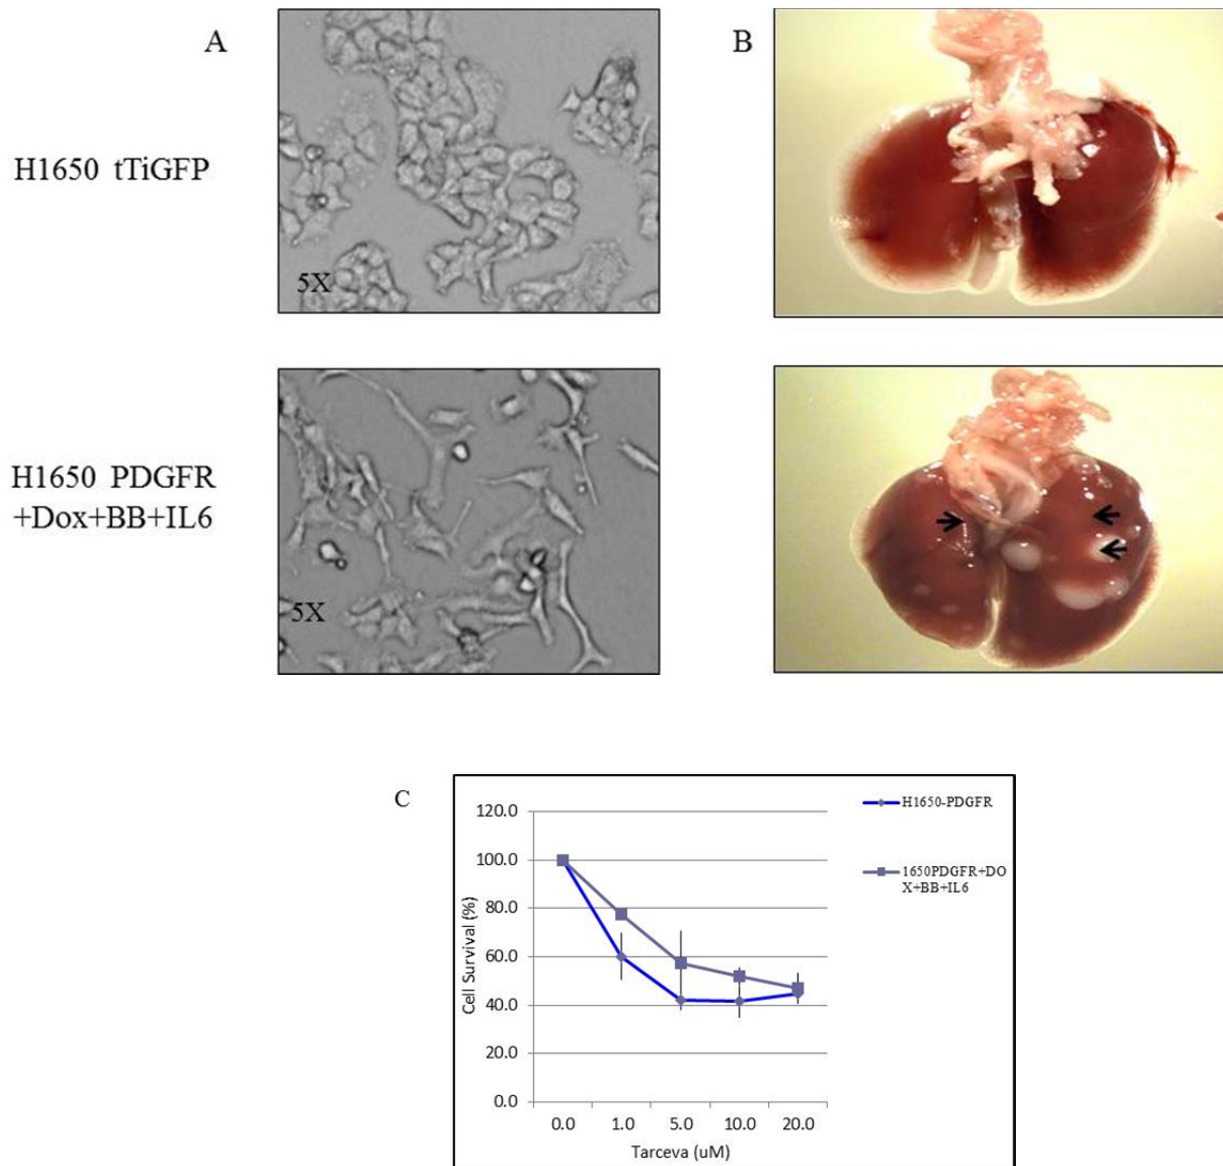 A
B
H1650 tTiGFP
5X
H1650 PDGFR
+Dox+BB+IL6
5X
C
H1650-PDGFR
1650PDGFR+DO
X+BB+IL6
120.0
100.0
80.0
60.0
40.0
20.0
0.0
Cell Survival (%)
0.0 1.0 5.0 10.0 20.0
Tarceva (uM)